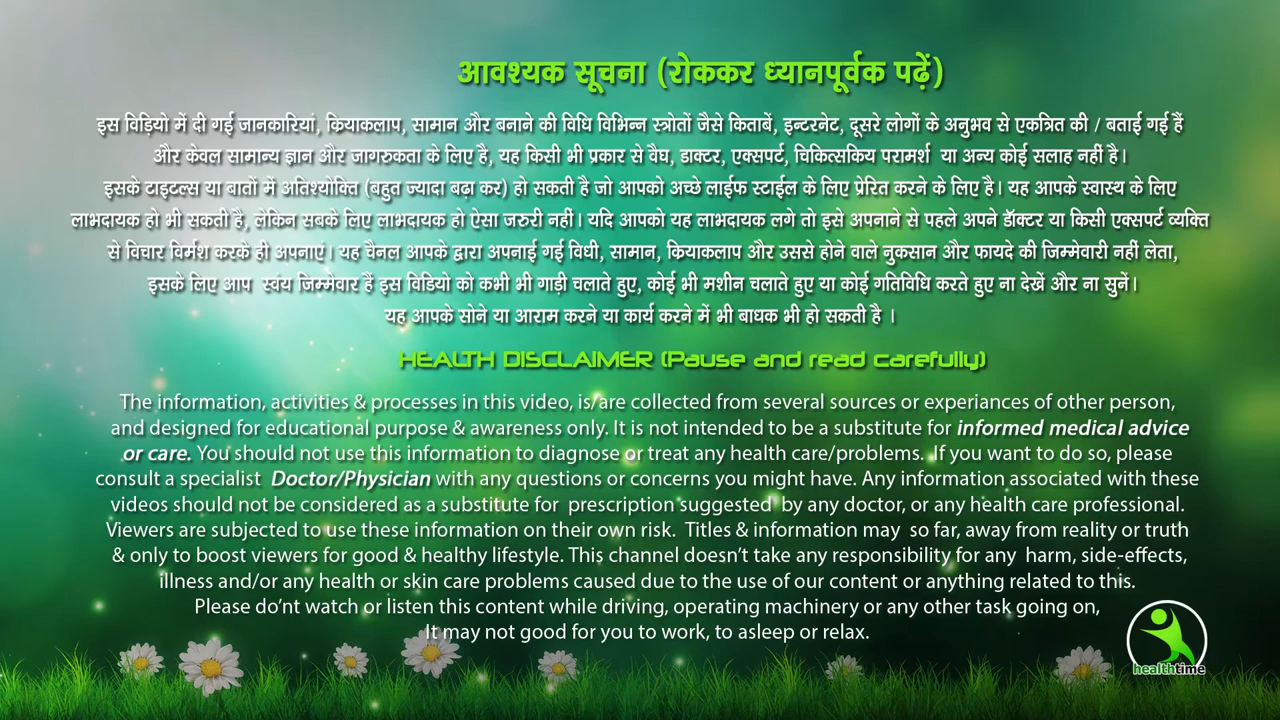 आवश्यक सूचना (रोककर ध्यानपूर्वक पढ़ें)
इस विड़ियो में दी गई जानकारियां, कियाकलाप, सामान और बनाने की विधि विभिन्न स्त्रोतों जैसे किताबें, इन्टरनेट, दूसरे लोगों के अनुभव से एकत्रित की / बताई गई हैं
और केवल सामान्य ज्ञान और जागरुकता के लिए है, यह किसी भी प्रकार से वैघ, डाक्टर, एक्सपर्ट, चिकित्सकिय परामर्श या अन्य कोई सलाह नहीं है।
इसके टाइटल्स या बातों में अतिश्योक्ति (बहुत ज्यादा बढ़ा कर) हो सकती है जो आपको अच्छे लाईफ स्टाईल के लिए प्रेरित करने के लिए है। यह आपके स्वास्थ के लिए
लाभदायक हो भी सकती है, लेकिन सबके लिए लाभदायक हो ऐसा जरुरी नहीं। यदि आपको यह लाभदायक लगे तो इसे अपनाने से पहले अपने डॉक्टर या किसी एक्सपर्ट व्यक्ति
से विचार विर्मश करके ही अपनाएं। यह चैनल आपके द्वारा अपनाई गई विधी, सामान, कियाकलाप और उससे होने वाले नुकसान और फायदे की जिम्मेवारी नहीं लेता,
इसके लिए आप स्वंय जिम्मेवार हैं इस विडियो को कभी भी गाड़ी चलाते हुए, कोई भी मशीन चलाते हुए या कोई गतिविधि करते हुए ना देखें और ना सुनें।
यह आपके सोने या आराम करने या कार्य करने में भी बाधक भी हो सकती है ।
HEALTH DISCLAIMER (Pause and read carefully)
The information, activities & processes in this video, is/are collected from several sources or experiances of other person,
and designed for educational purpose & awareness only. It is not intended to be a substitute for informed medical advice
or care. You should not use this information to diagnose or treat any health care/problems. If you want to do so, please
consult a specialist Doctor/Physician with any questions or concerns you might have. Any information associated with these
videos should not be considered as a substitute for prescription suggested by any doctor, or any health care professional.
Viewers are subjected to use these information on their own risk. Titles & information may so far, away from reality or truth
& only to boost viewers for good & healthy lifestyle. This channel doesn't take any responsibility for any harm, side-effects,
illness and/or any health or skin care problems caused due to the use of our content or anything related to this.
Please do'nt watch or listen this content while driving, operating machinery or any other task going on,
It may not good for you to work, to asleep or relax.
healthtime